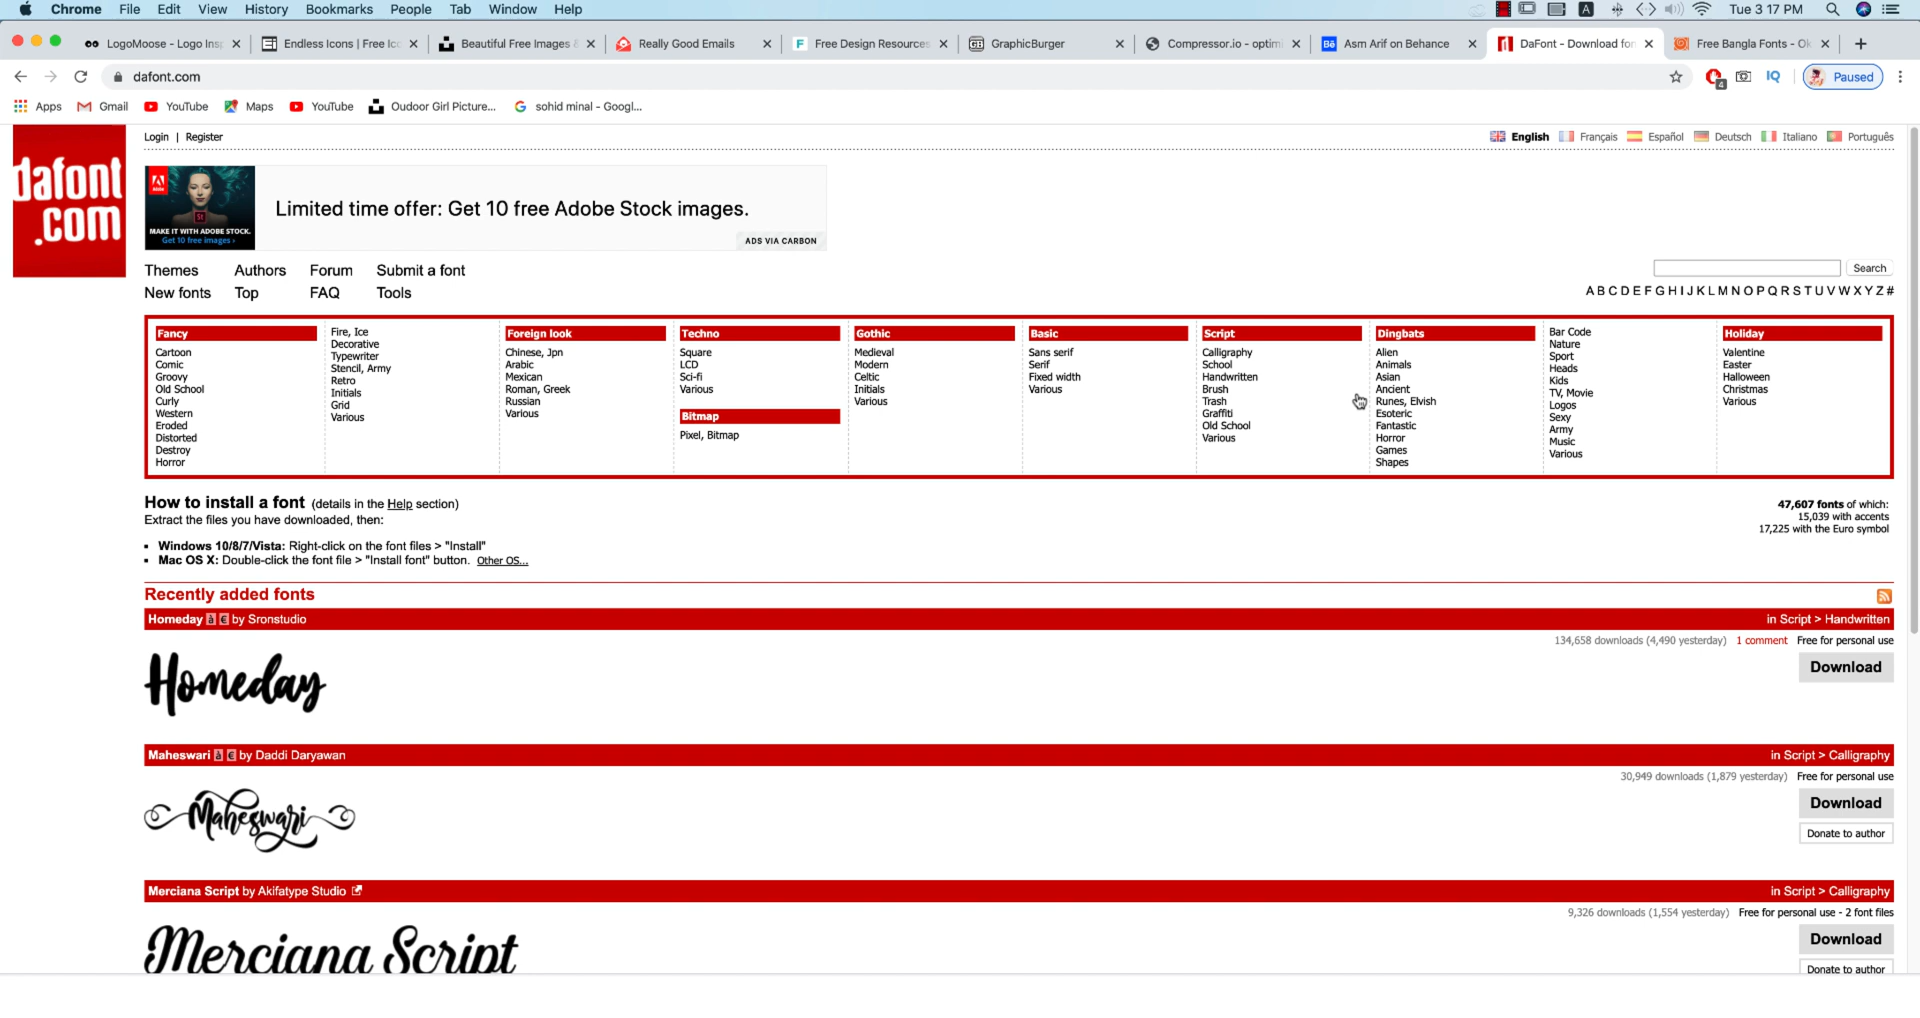 Chrome File Edit View History Bookmarks People Tab Window Help A Tue 3 17 PM
LogoMoose - Logo Ins Endless Icons | Free Ic Beautiful Free Images Really Good Emails Free Design Resources GraphicBurger Compressor.io - optim Asm Arif on Behance DaFont - Download fon Free Bangla Fonts - Ok
dafont.com 4 IQ Paused
Apps Gmail YouTube Maps YouTube Oudoor Girl Picture... sohid minal - Googl...
dafont
.com
Login | Register
English Français Español Deutsch Italiano Português
Adobe
St
MAKE IT WITH ADOBE STOCK.
Get 10 free images ›
Limited time offer: Get 10 free Adobe Stock images.
ADS VIA CARBON
Themes Authors Forum Submit a font
New fonts Top FAQ Tools
Search
A B C D E F G H I J K L M N O P Q R S T U V W X Y Z #
Fancy
Cartoon
Comic
Groovy
Old School
Curly
Western
Eroded
Distorted
Destroy
Horror
Fire, Ice
Decorative
Typewriter
Stencil, Army
Retro
Initials
Grid
Various
Foreign look
Chinese, Jpn
Arabic
Mexican
Roman, Greek
Russian
Various
Techno
Square
LCD
Sci-fi
Various
Bitmap
Pixel, Bitmap
Gothic
Medieval
Modern
Celtic
Initials
Various
Basic
Sans serif
Serif
Fixed width
Various
Script
Calligraphy
School
Handwritten
Brush
Trash
Graffiti
Old School
Various
Dingbats
Alien
Animals
Asian
Ancient
Runes, Elvish
Esoteric
Fantastic
Horror
Games
Shapes
Bar Code
Nature
Sport
Heads
Kids
TV, Movie
Logos
Sexy
Army
Music
Various
Holiday
Valentine
Easter
Halloween
Christmas
Various
How to install a font (details in the Help section)
Extract the files you have downloaded, then:
▪ Windows 10/8/7/Vista: Right-click on the font files > "Install"
▪ Mac OS X: Double-click the font file > "Install font" button. Other OS...
47,607 fonts of which:
15,039 with accents
17,225 with the Euro symbol
Recently added fonts
Homeday à € by Sronstudio in Script > Handwritten
134,658 downloads (4,490 yesterday) 1 comment Free for personal use
Homeday
Download
Maheswari à € by Daddi Daryawan in Script > Calligraphy
30,949 downloads (1,879 yesterday) Free for personal use
Maheswari
Download
Donate to author
Merciana Script by Akifatype Studio in Script > Calligraphy
9,326 downloads (1,554 yesterday) Free for personal use - 2 font files
Merciana Script
Download
Donate to author